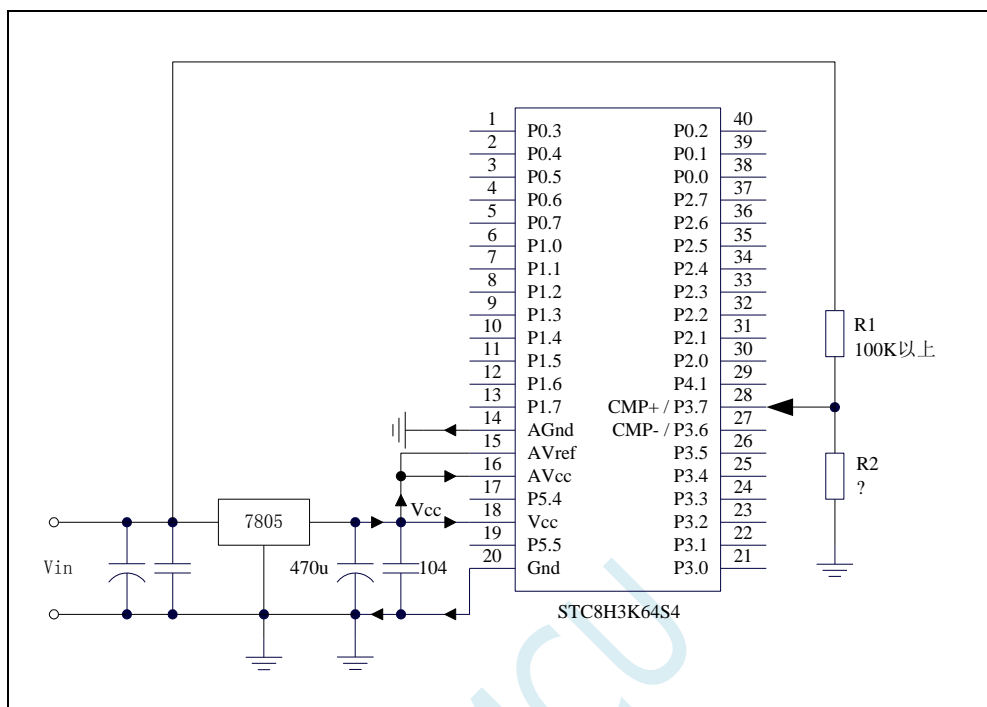 1 P0.3 P0.2 40
2 P0.4 P0.1 39
3 P0.5 P0.0 38
4 P0.6 P2.7 37
5 P0.7 P2.6 36
6 P1.0 P2.5 35
7 P1.1 P2.4 34
8 P1.2 P2.3 33
9 P1.3 P2.2 32
10 P1.4 P2.1 31
11 P1.5 P2.0 30
12 P1.6 P4.1 29
13 P1.7 CMP+ / P3.7 28
14 AGnd CMP- / P3.6 27
15 AVref P3.5 26
16 AVcc P3.4 25
17 P5.4 P3.3 24
18 Vcc P3.2 23
19 P5.5 P3.1 22
20 Gnd P3.0 21
R1
100K以上
R2
?
Vcc
7805
Vin
470u
104
STC8H3K64S4
MCU